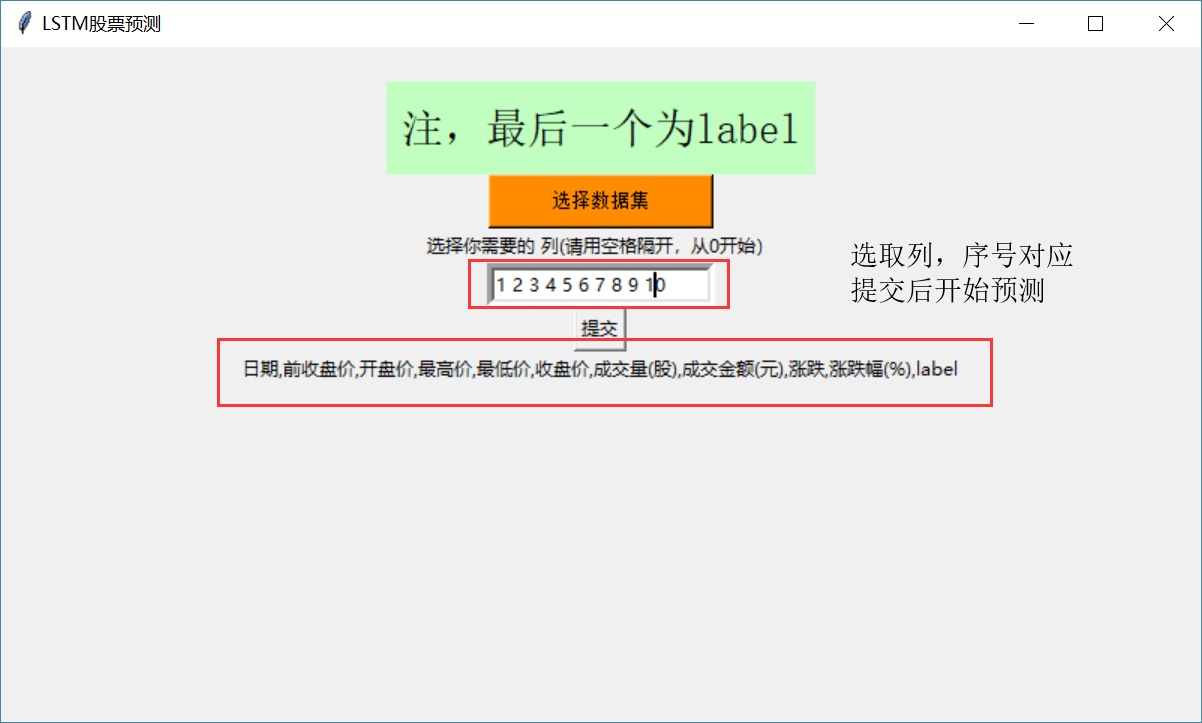 LSTM股票预测
注，最后一个为label
选择数据集
选择你需要的 列(请用空格隔开，从0开始)
1 2 3 4 5 6 7 8 9 10
选取列，序号对应
提交后开始预测
提交
日期,前收盘价,开盘价,最高价,最低价,收盘价,成交量(股),成交金额(元),涨跌,涨跌幅(%),label